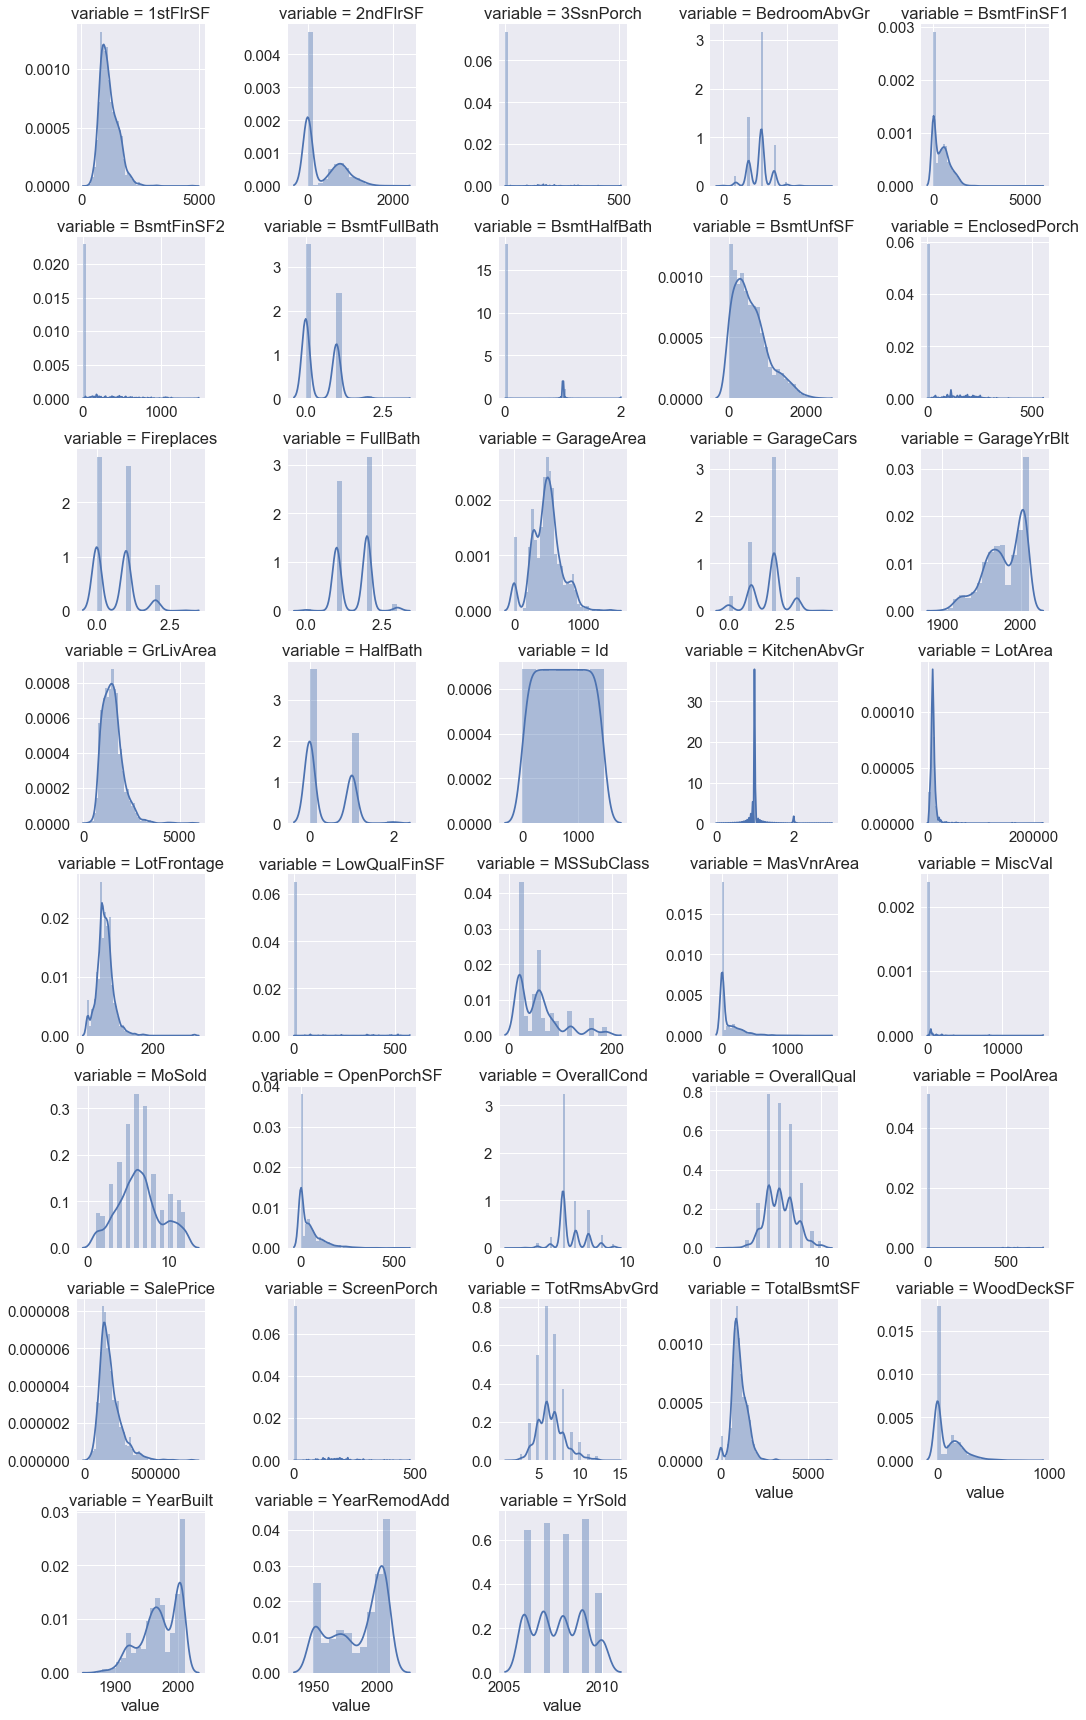 variable = 1stFlrSF variable = 2ndFlrSF variable = 3SsnPorch variable = BedroomAbvGr variable = BsmtFinSF1
0.0010 0.0005 0.0000 0 5000
0.004 0.003 0.002 0.001 0.000 0 2000
0.06 0.04 0.02 0.00 0 500
3 2 1 0 0 5
0.003 0.002 0.001 0.000 0 5000
variable = BsmtFinSF2 variable = BsmtFullBath variable = BsmtHalfBath variable = BsmtUnfSF variable = EnclosedPorch
0.020 0.015 0.010 0.005 0.000 0 1000
3 2 1 0 0.0 2.5
15 10 5 0 0 2
0.0010 0.0005 0.0000 0 2000
0.06 0.04 0.02 0.00 0 500
variable = Fireplaces variable = FullBath variable = GarageArea variable = GarageCars variable = GarageYrBlt
2 1 0 0.0 2.5
3 2 1 0 0.0 2.5
0.002 0.001 0.000 0 1000
3 2 1 0 0.0 2.5
0.03 0.02 0.01 0.00 1900 2000
variable = GrLivArea variable = HalfBath variable = Id variable = KitchenAbvGr variable = LotArea
0.0008 0.0006 0.0004 0.0002 0.0000 0 5000
3 2 1 0 0 2
0.0006 0.0004 0.0002 0.0000 0 1000
30 20 10 0 0 2
0.00010 0.00005 0.00000 0 200000
variable = LotFrontage variable = LowQualFinSF variable = MSSubClass variable = MasVnrArea variable = MiscVal
0.02 0.01 0.00 0 200
0.06 0.04 0.02 0.00 0 500
0.04 0.03 0.02 0.01 0.00 0 200
0.015 0.010 0.005 0.000 0 1000
0.002 0.001 0.000 0 10000
variable = MoSold variable = OpenPorchSF variable = OverallCond variable = OverallQual variable = PoolArea
0.3 0.2 0.1 0.0 0 10
0.04 0.03 0.02 0.01 0.00 0 500
3 2 1 0 0 10
0.8 0.6 0.4 0.2 0.0 0 10
0.04 0.02 0.00 0 500
variable = SalePrice variable = ScreenPorch variable = TotRmsAbvGrd variable = TotalBsmtSF variable = WoodDeckSF
0.000008 0.000006 0.000004 0.000002 0.000000 0 500000
0.06 0.04 0.02 0.00 0 500
0.8 0.6 0.4 0.2 0.0 5 10 15
0.0010 0.0005 0.0000 0 5000 value
0.015 0.010 0.005 0.000 0 1000 value
variable = YearBuilt variable = YearRemodAdd variable = YrSold
0.03 0.02 0.01 0.00 1900 2000 value
0.04 0.03 0.02 0.01 0.00 1950 2000 value
0.6 0.4 0.2 0.0 2005 2010 value